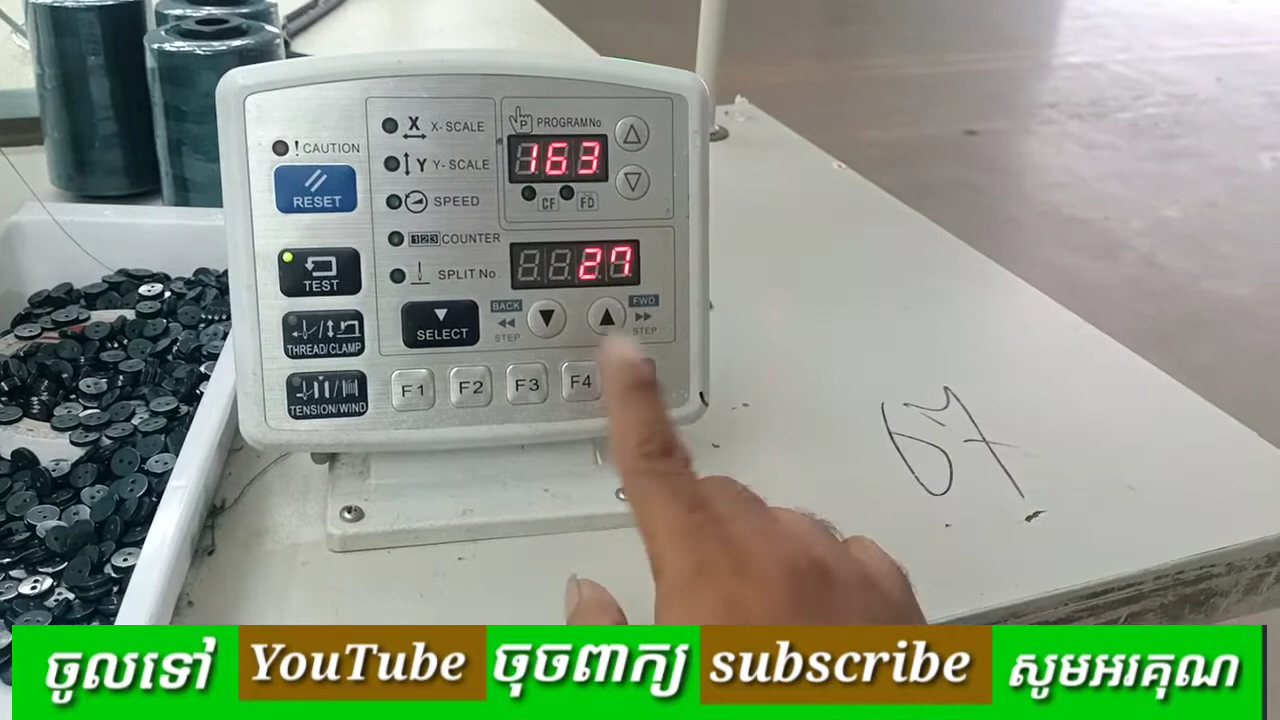 ! CAUTION
RESET
TEST
THREAD/CLAMP
TENSION/WIND
X X-SCALE
Y Y-SCALE
SPEED
123 COUNTER
SPLIT No
SELECT
P PROGRAM No.
163
CF FD
27
BACK
STEP
FWD
STEP
F1 F2 F3 F4
ចូលទៅ YouTube ចុចពាក្យ subscribe សូមអរគុណ